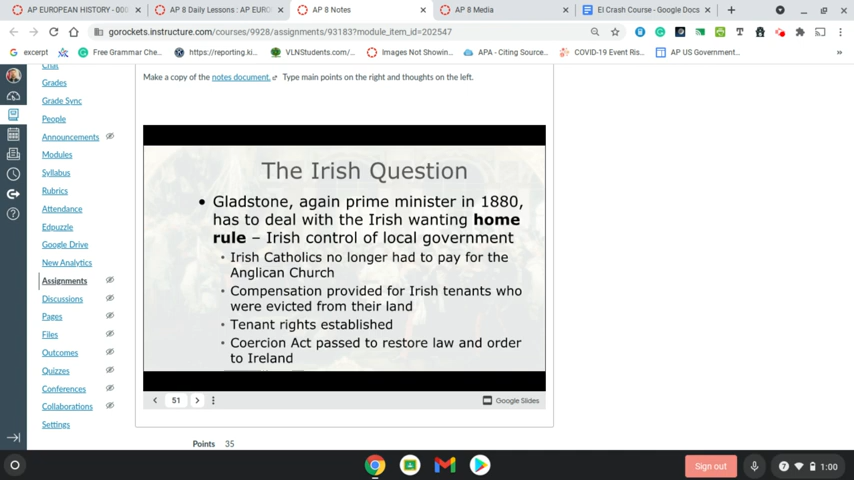 AP EUROPEAN HISTORY - 009
AP 8 Daily Lessons : AP EURO
AP 8 Notes
AP 8 Media
EI Crash Course - Google Docs
gorockets.instructure.com/courses/9928/assignments/93183?module_item_id=202547
excerpt
Free Grammar Che...
https://reporting.ki...
VLNStudents.com/...
Images Not Showin...
APA - Citing Source...
COVID-19 Event Ris...
AP US Government...
Chat
Grades
Grade Sync
People
Announcements
Modules
Syllabus
Rubrics
Attendance
Edpuzzle
Google Drive
New Analytics
Assignments
Discussions
Pages
Files
Outcomes
Quizzes
Conferences
Collaborations
Settings
Make a copy of the notes document. Type main points on the right and thoughts on the left.
The Irish Question
• Gladstone, again prime minister in 1880,
has to deal with the Irish wanting home
rule – Irish control of local government
• Irish Catholics no longer had to pay for the
Anglican Church
• Compensation provided for Irish tenants who
were evicted from their land
• Tenant rights established
• Coercion Act passed to restore law and order
to Ireland
51
Google Slides
Points 35
Sign out
1:00